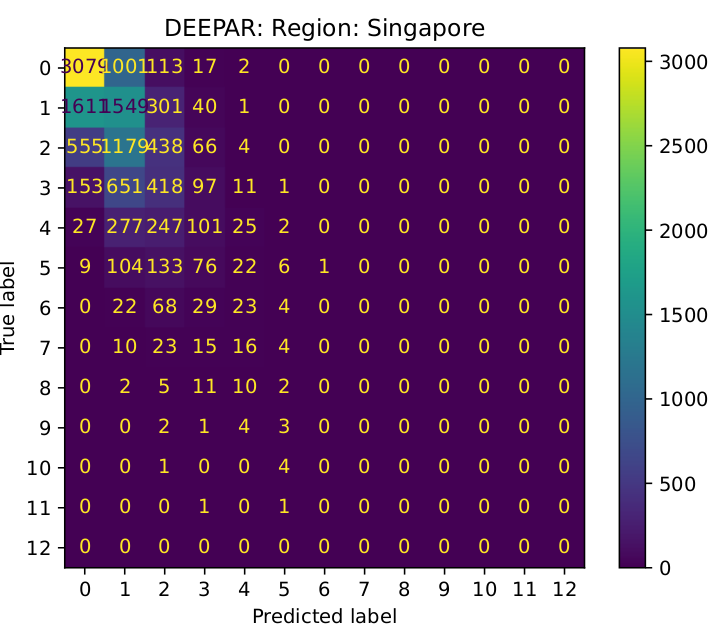 DEEPAR: Region: Singapore
0 3079 1001 113 17 2 0 0 0 0 0 0 0 0
1 1611 1549 301 40 1 0 0 0 0 0 0 0 0
2 555 1179 438 66 4 0 0 0 0 0 0 0 0
3 153 651 418 97 11 1 0 0 0 0 0 0 0
4 27 277 247 101 25 2 0 0 0 0 0 0 0
5 9 104 133 76 22 6 1 0 0 0 0 0 0
6 0 22 68 29 23 4 0 0 0 0 0 0 0
7 0 10 23 15 16 4 0 0 0 0 0 0 0
8 0 2 5 11 10 2 0 0 0 0 0 0 0
9 0 0 2 1 4 3 0 0 0 0 0 0 0
10 0 0 1 0 0 4 0 0 0 0 0 0 0
11 0 0 0 1 0 1 0 0 0 0 0 0 0
12 0 0 0 0 0 0 0 0 0 0 0 0 0
0 1 2 3 4 5 6 7 8 9 10 11 12
Predicted label
True label
3000
2500
2000
1500
1000
500
0